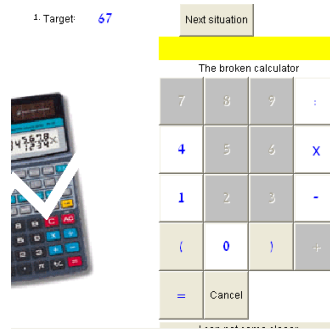 1. Target: 67
Next situation
The broken calculator
7 8 9 :
4 5 6 X
1 2 3 -
( 0 ) +
= Cancel